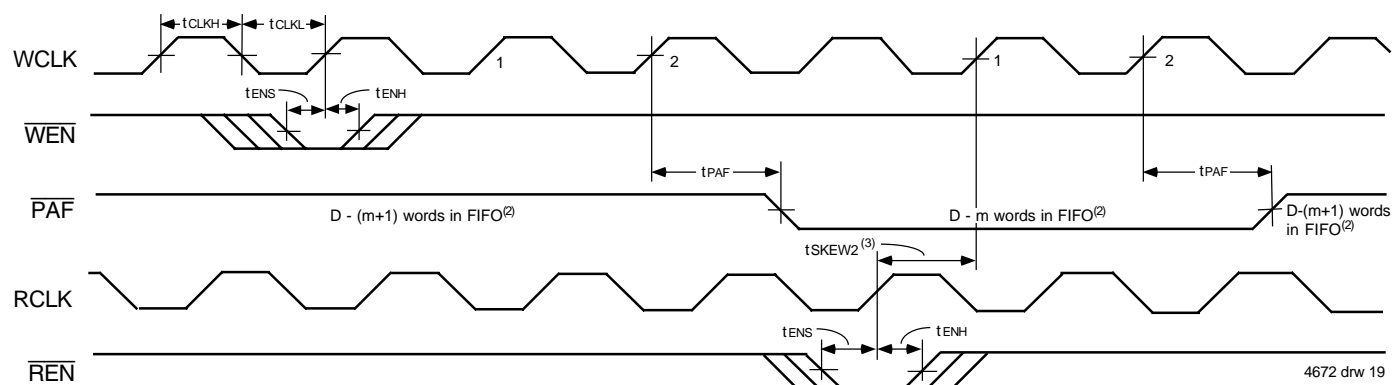 tCLKH tCLKL
WCLK 1 2 1 2
tENS tENH
WEN
tPAF tPAF
PAF D - (m+1) words in FIFO(2) D - m words in FIFO(2) D-(m+1) words
in FIFO(2)
tSKEW2(3)
RCLK
tENS tENH
REN
4672 drw 19